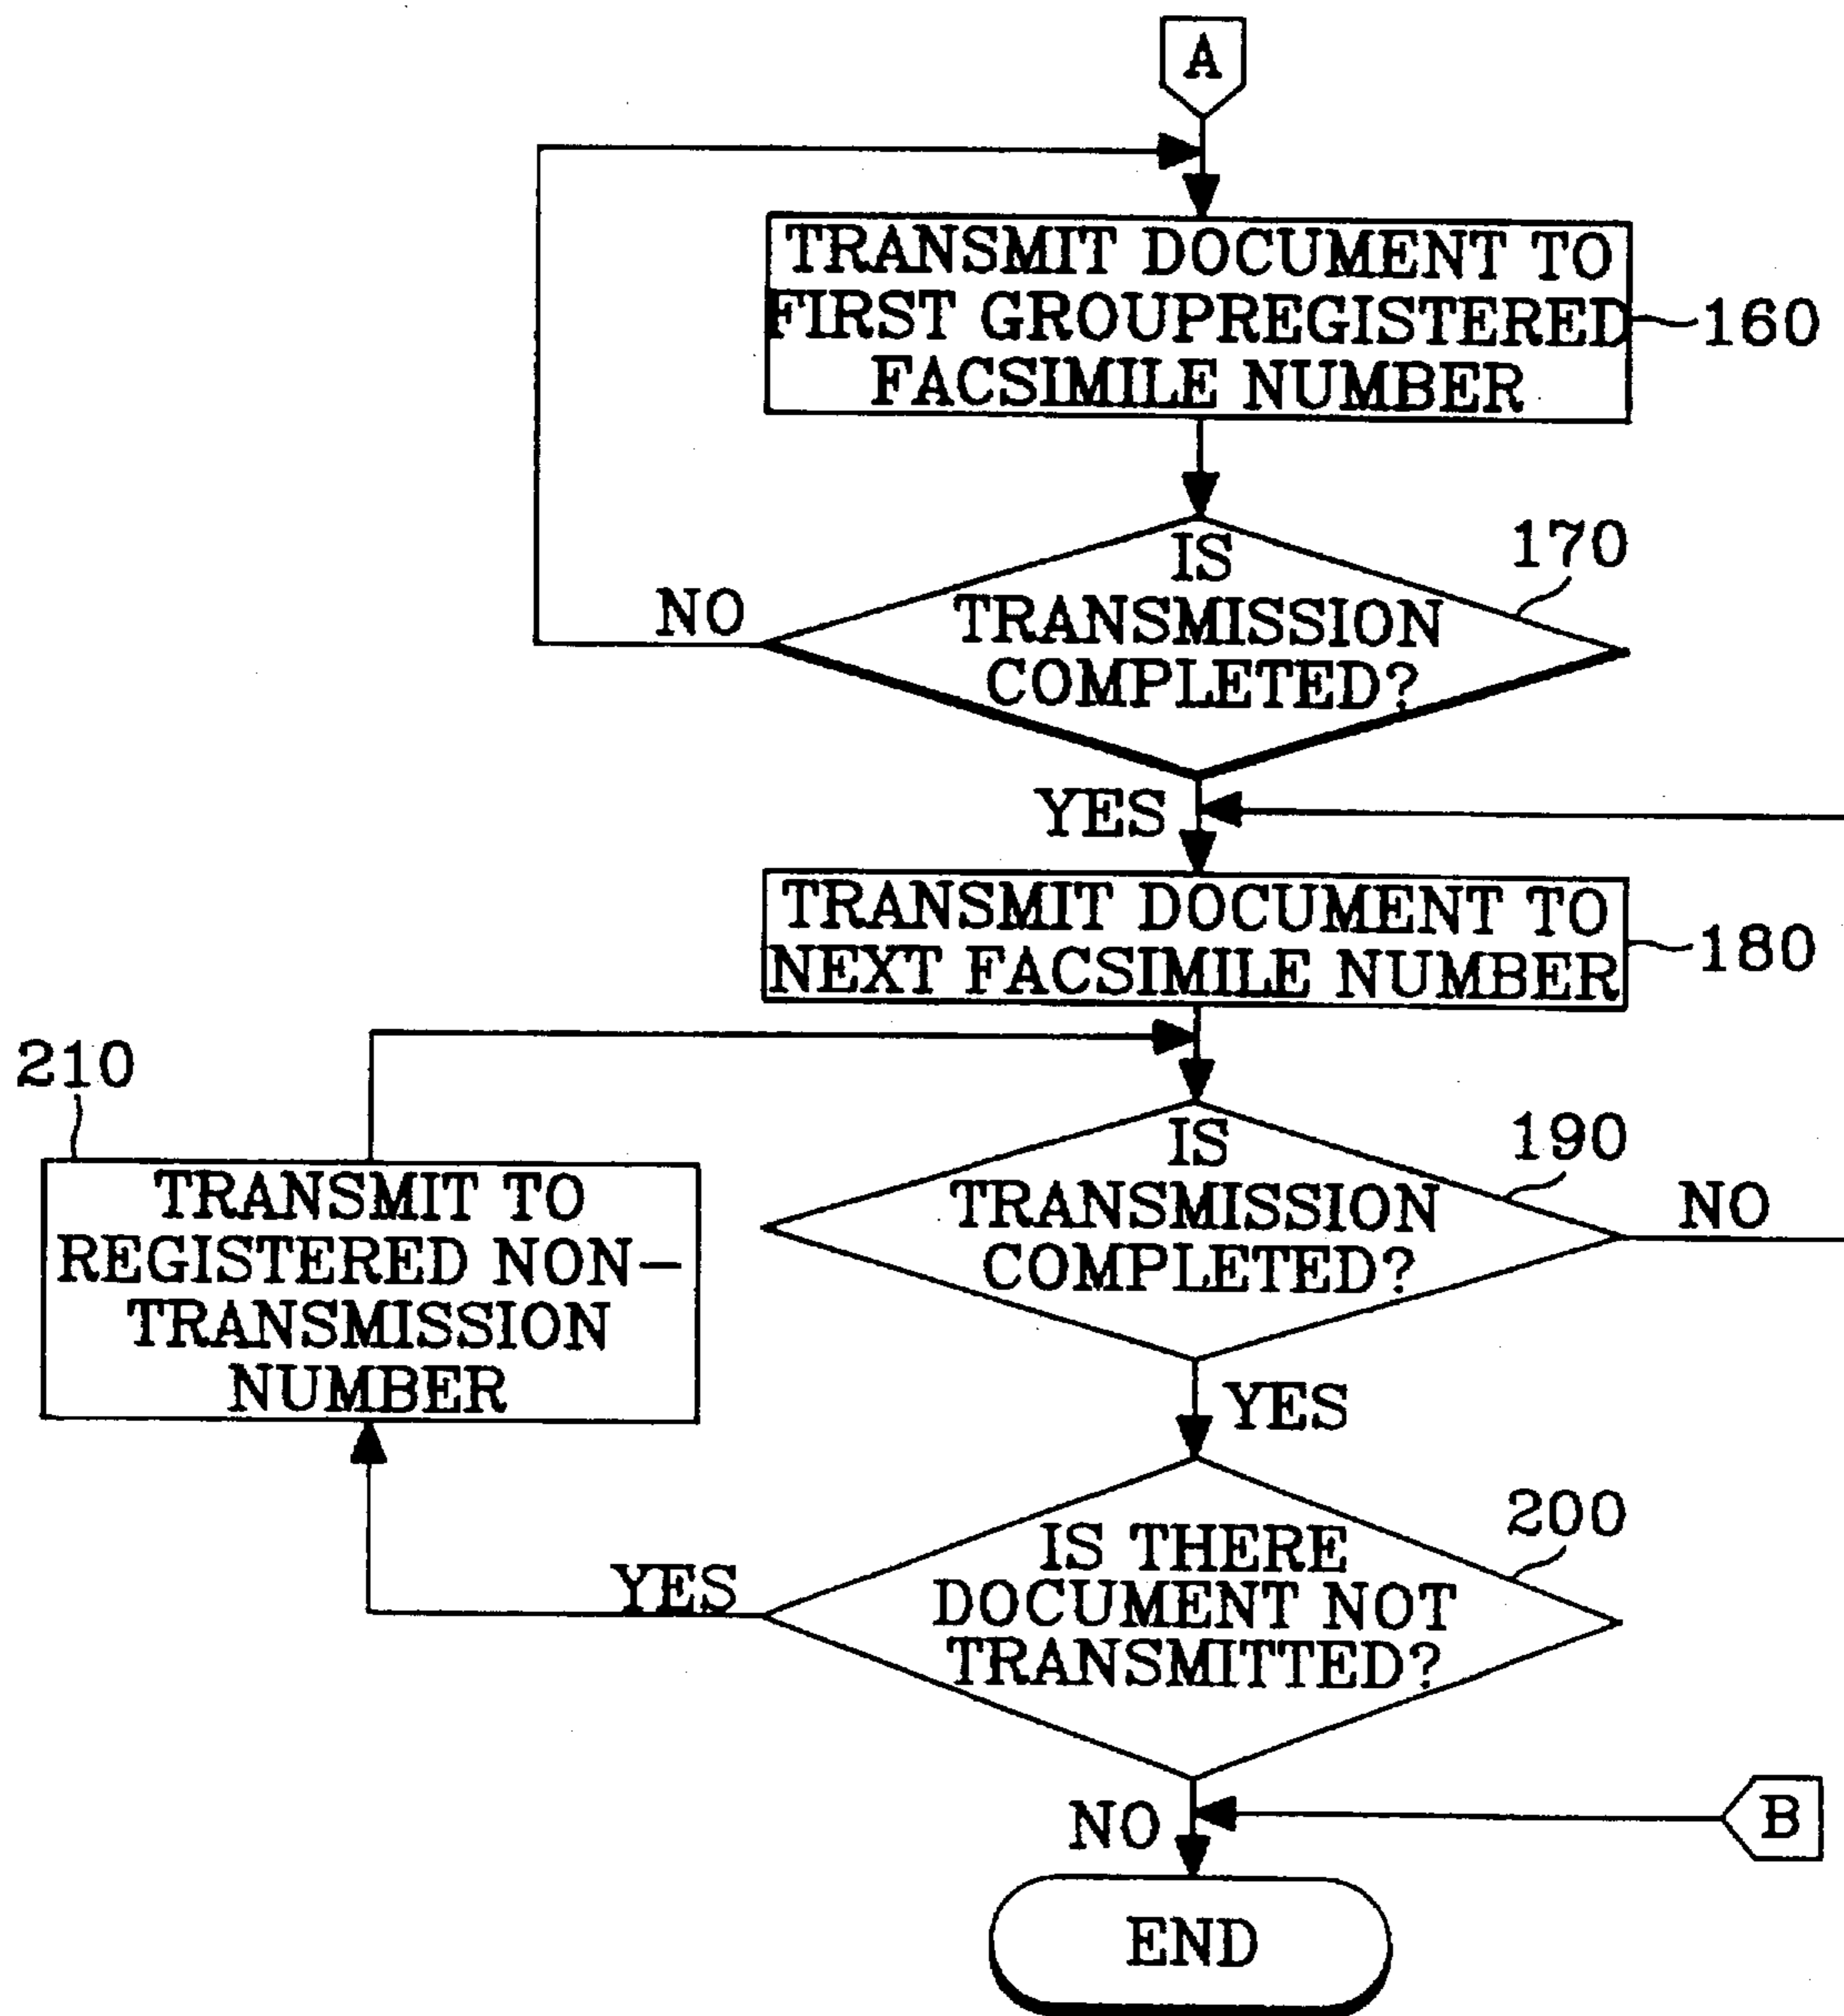 A
TRANSMIT DOCUMENT TO
FIRST GROUPREGISTERED
FACSIMILE NUMBER
160
170
IS
TRANSMISSION
COMPLETED?
NO
YES
TRANSMIT DOCUMENT TO
NEXT FACSIMILE NUMBER
180
210
TRANSMIT TO
REGISTERED NON-
TRANSMISSION
NUMBER
190
IS
TRANSMISSION
COMPLETED?
NO
YES
200
IS THERE
DOCUMENT NOT
TRANSMITTED?
YES
NO
B
END